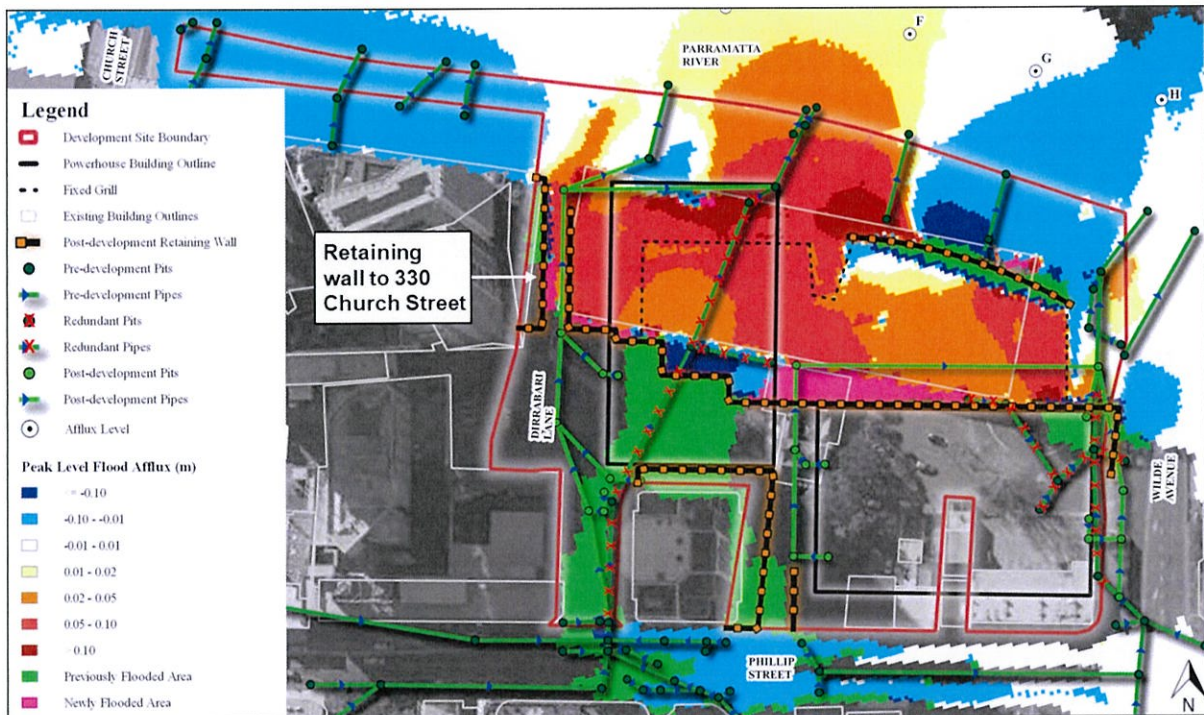 CHURCH
STREET
PARRAMATTA
RIVER
F
G
H
Legend
Development Site Boundary
Powerhouse Building Outline
Fixed Grill
Existing Building Outlines
Post-development Retaining Wall
Pre-development Pits
Pre-development Pipes
Redundant Pits
Redundant Pipes
Post-development Pits
Post-development Pipes
Afflux Level
Peak Level Flood Afflux (m)
-0.10
-0.10 - -0.01
-0.01 - 0.01
0.01 - 0.02
0.02 - 0.05
0.05 - 0.10
0.10
Previously Flooded Area
Newly Flooded Area
Retaining
wall to 330
Church Street
DIRRABARI
LANE
WILDE
AVENUE
PHILLIP
STREET
N